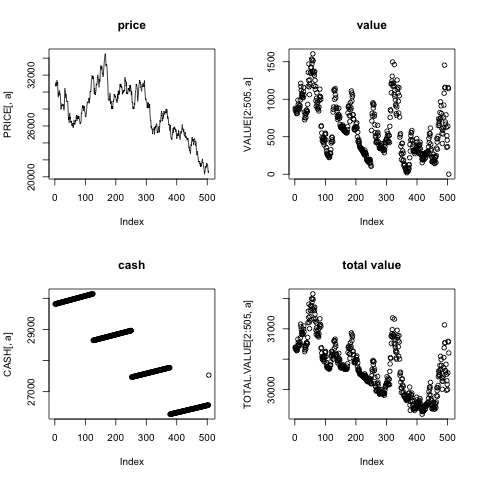 price
PRICE[, a]
20000 26000 32000
0 100 200 300 400 500
Index
value
VALUE[2:505, a]
0 500 1000 1500
0 100 200 300 400 500
Index
cash
CASH[, a]
27000 29000
0 100 200 300 400 500
Index
total value
TOTAL.VALUE[2:505, a]
30000 31000
0 100 200 300 400 500
Index